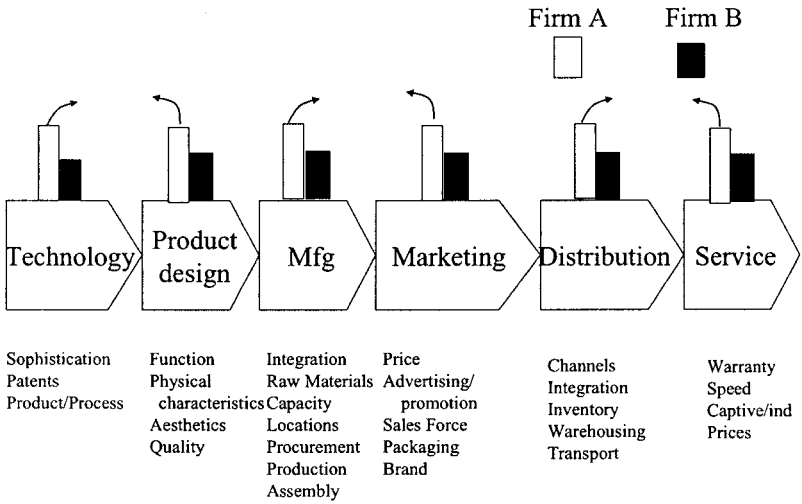 Firm A
Firm B
Technology
Product
design
Mfg
Marketing
Distribution
Service
Sophistication
Patents
Product/Process
Function
Physical
characteristics
Aesthetics
Quality
Integration
Raw Materials
Capacity
Locations
Procurement
Production
Assembly
Price
Advertising/
promotion
Sales Force
Packaging
Brand
Channels
Integration
Inventory
Warehousing
Transport
Warranty
Speed
Captive/ind
Prices